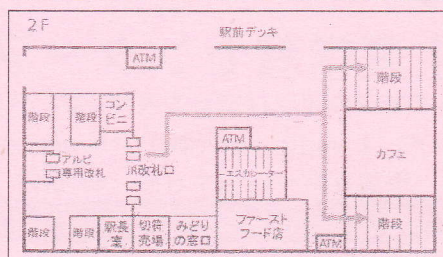 2F
駅前デッキ
ATM
階段
階段
階段
コン
ビニ
ATM
アルビ
専用改札
JR改札口
エスカレーター
カフェ
階段
階段
駅長
室
切符
売場
みどり
の窓口
ファースト
フード店
ATM
階段